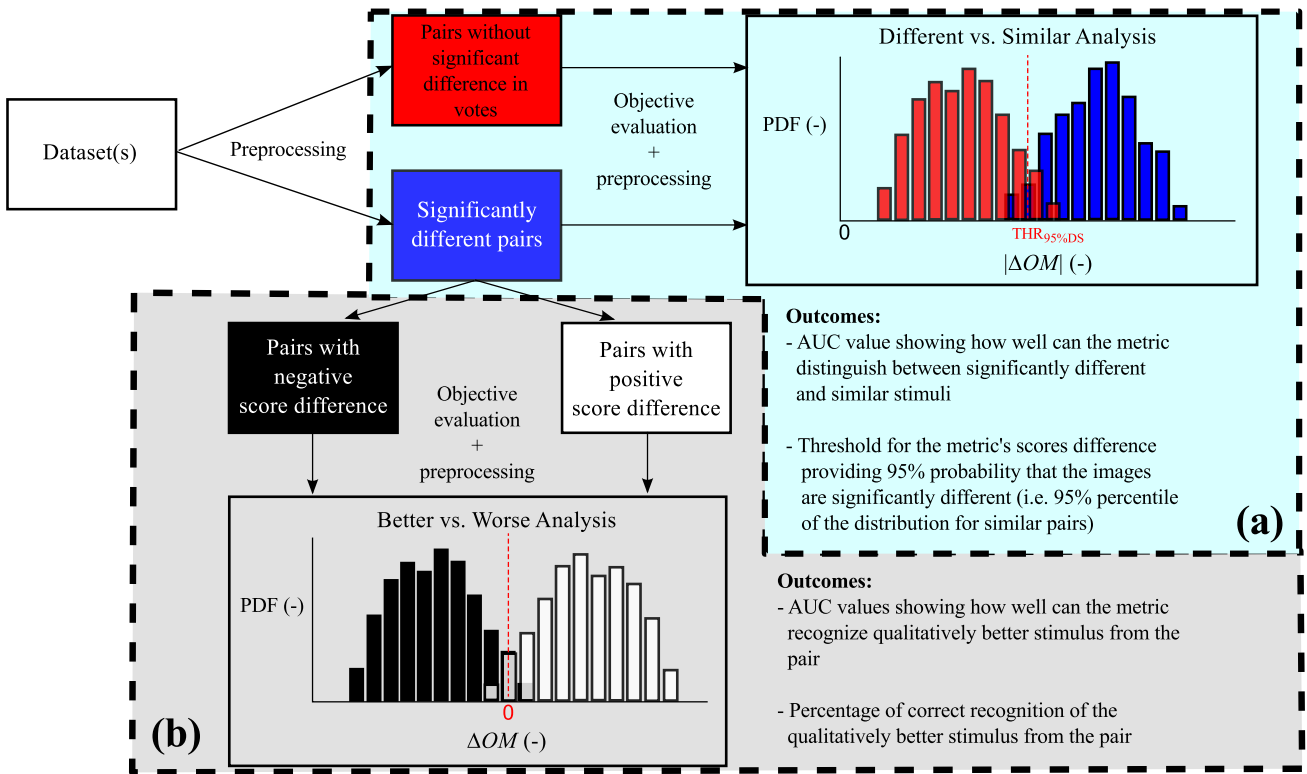 Dataset(s)
Preprocessing
Pairs without
significant
difference in
votes
Significantly
different pairs
Objective
evaluation
+
preprocessing
Different vs. Similar Analysis
PDF (-)
0
THR95%DS
|ΔOM| (-)
Outcomes:
- AUC value showing how well can the metric
distinguish between significantly different
and similar stimuli
- Threshold for the metric's scores difference
providing 95% probability that the images
are significantly different (i.e. 95% percentile
of the distribution for similar pairs)
(a)
Pairs with
negative
score difference
Objective
evaluation
+
preprocessing
Pairs with
positive
score difference
Better vs. Worse Analysis
PDF (-)
0
ΔOM (-)
(b)
Outcomes:
- AUC values showing how well can the metric
recognize qualitatively better stimulus from the
pair
- Percentage of correct recognition of the
qualitatively better stimulus from the pair